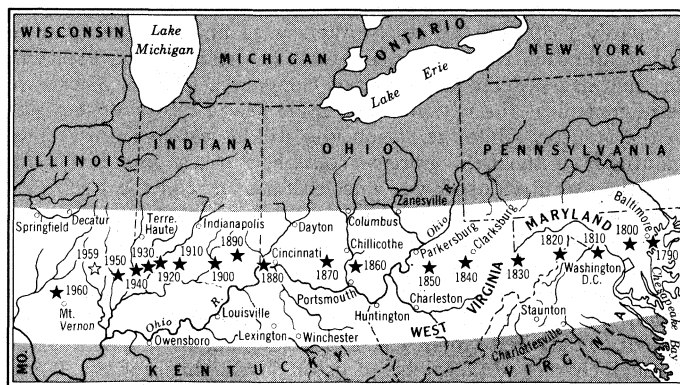 WISCONSIN
Lake
Michigan
MICHIGAN
ONTARIO
NEW YORK
Lake Erie
ILLINOIS
INDIANA
OHIO
PENNSYLVANIA
Springfield
Decatur
Terre.
Haute
Indianapolis
Dayton
Columbus
Zanesville
Ohio R.
Parkersburg
Clarksburg
MARYLAND
Baltimore
1959
1950
1930
1940
1920
1910
1900
1890
Cincinnati
1880
1870
Chillicothe
1860
1850
1840
1830
1820
1810
1800
1790
1960
Mt.
Vernon
Washington
D.C.
Chesapeake Bay
Portsmouth
Huntington
Charleston
WEST VIRGINIA
Staunton
Charlottesville
VIRGINIA
Ohio R.
Louisville
Owensboro
Lexington
Winchester
KENTUCKY
MO.